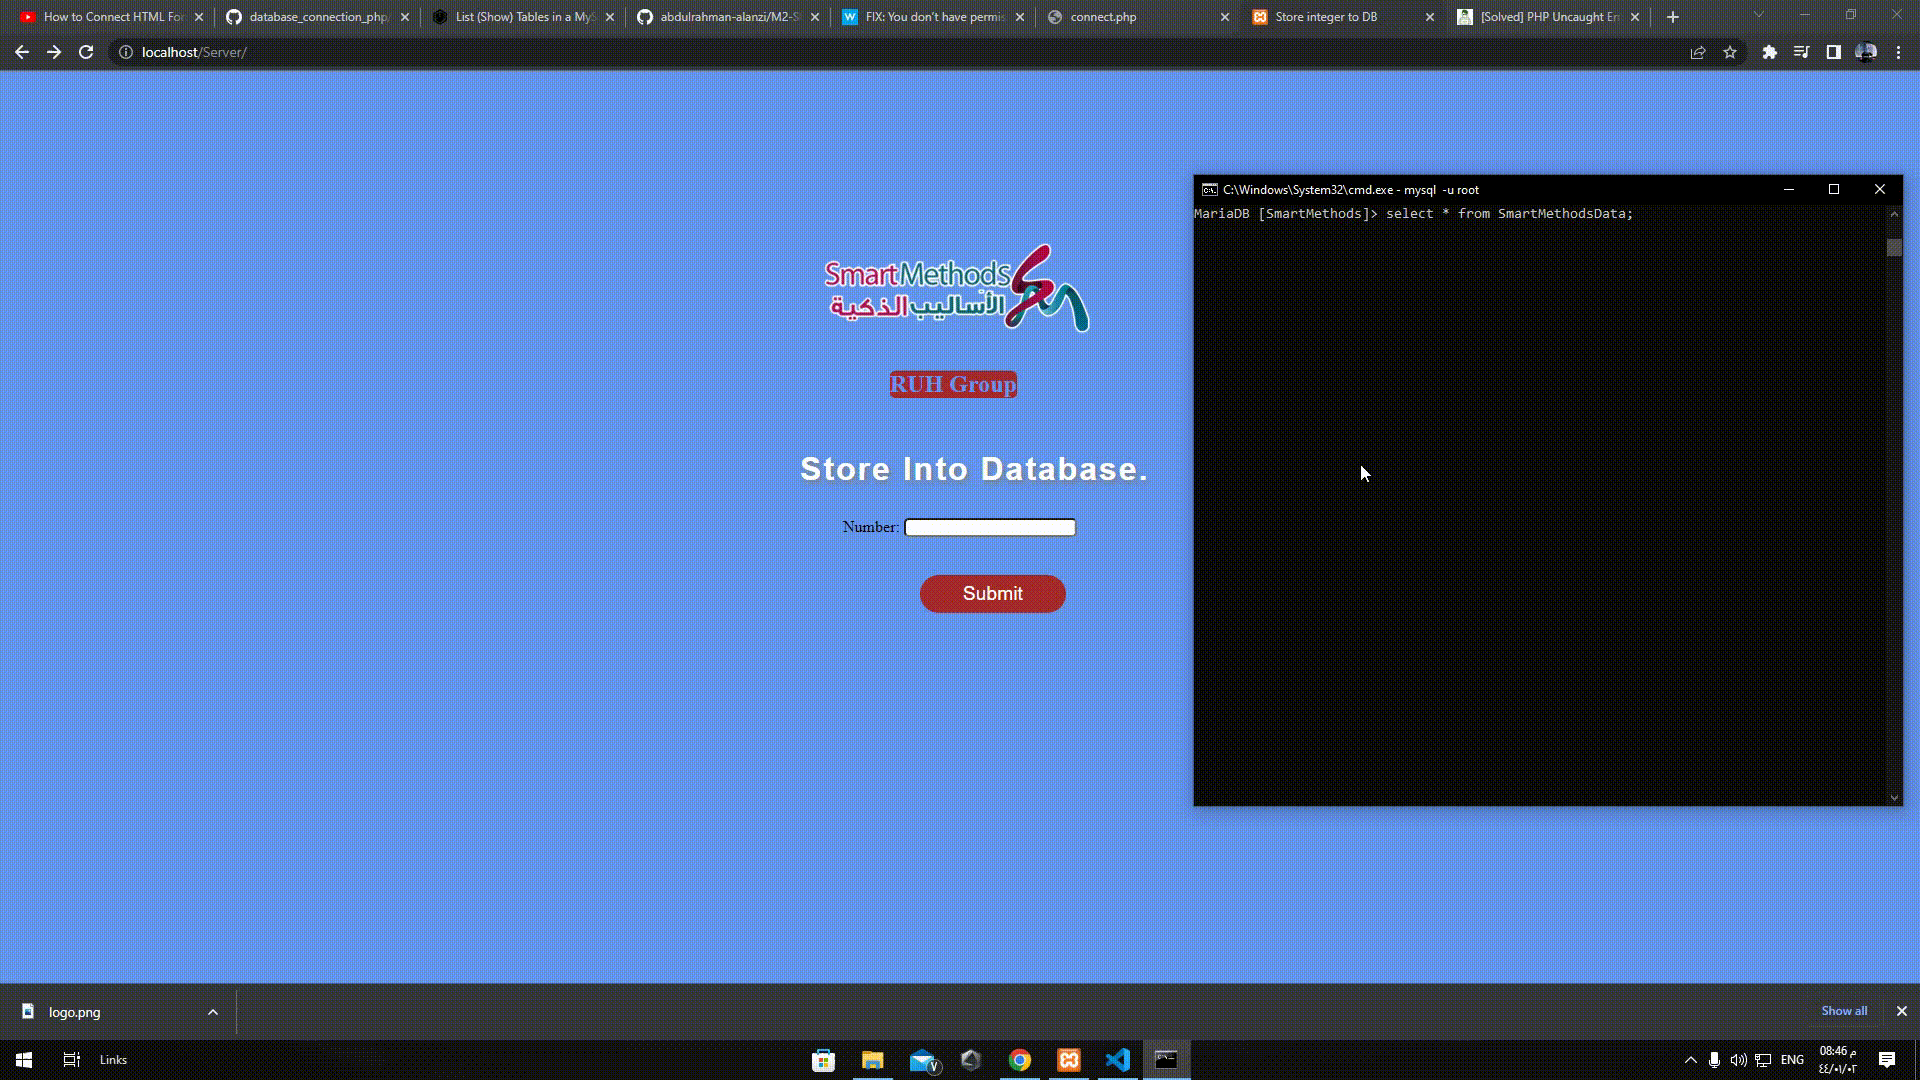 How to Connect HTML For
database_connection_php/
List (Show) Tables in a MyS
abdulrahman-alanzi/M2-S
FIX: You don't have permis
connect.php
Store integer to DB
[Solved] PHP Uncaught Er
localhost/Server/
C:\Windows\System32\cmd.exe - mysql -u root
MariaDB [SmartMethods]> select * from SmartMethodsData;
SmartMethods
الأساليب الذكية
RUH Group
Store Into Database.
Number:
Submit
logo.png
Show all
Links
ENG
08:46 م
٤٤/٠١/٠٢